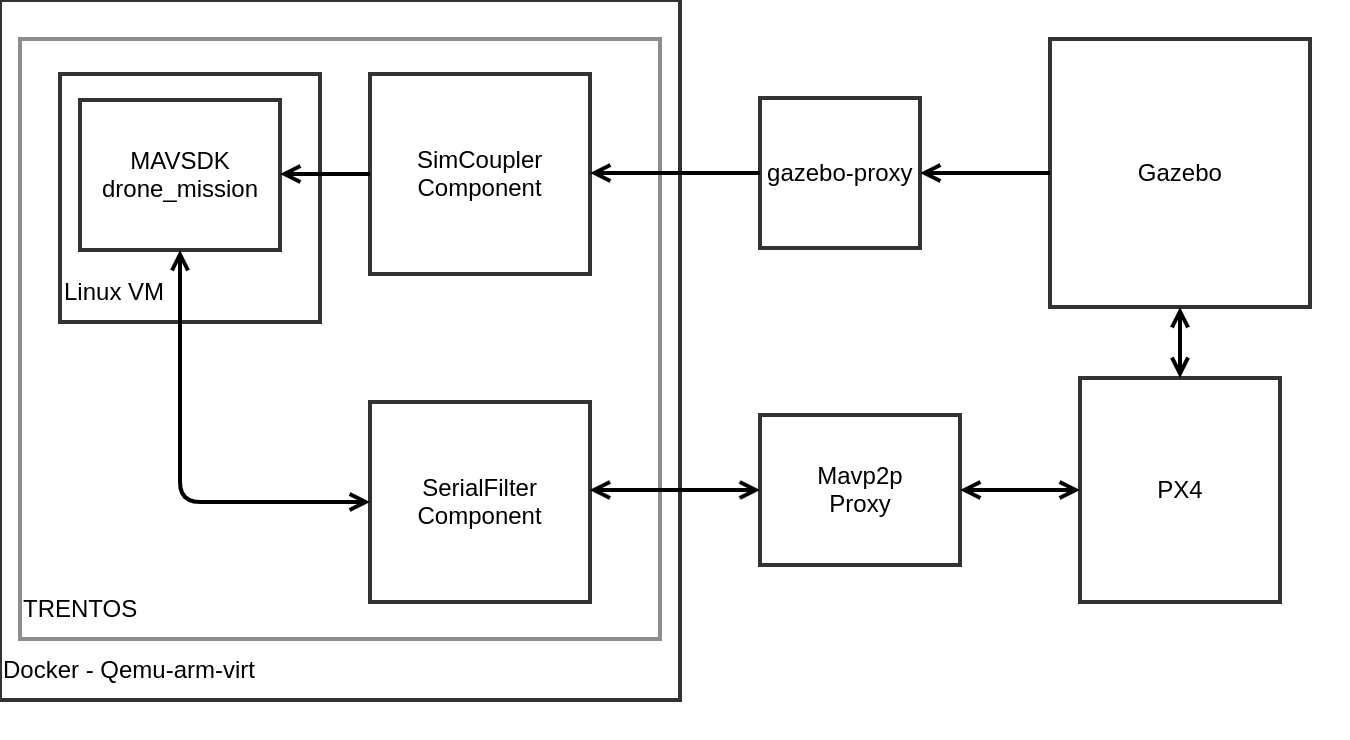 MAVSDK
drone_mission
Linux VM
SimCoupler
Component
gazebo-proxy
Gazebo
SerialFilter
Component
Mavp2p
Proxy
PX4
TRENTOS
Docker - Qemu-arm-virt